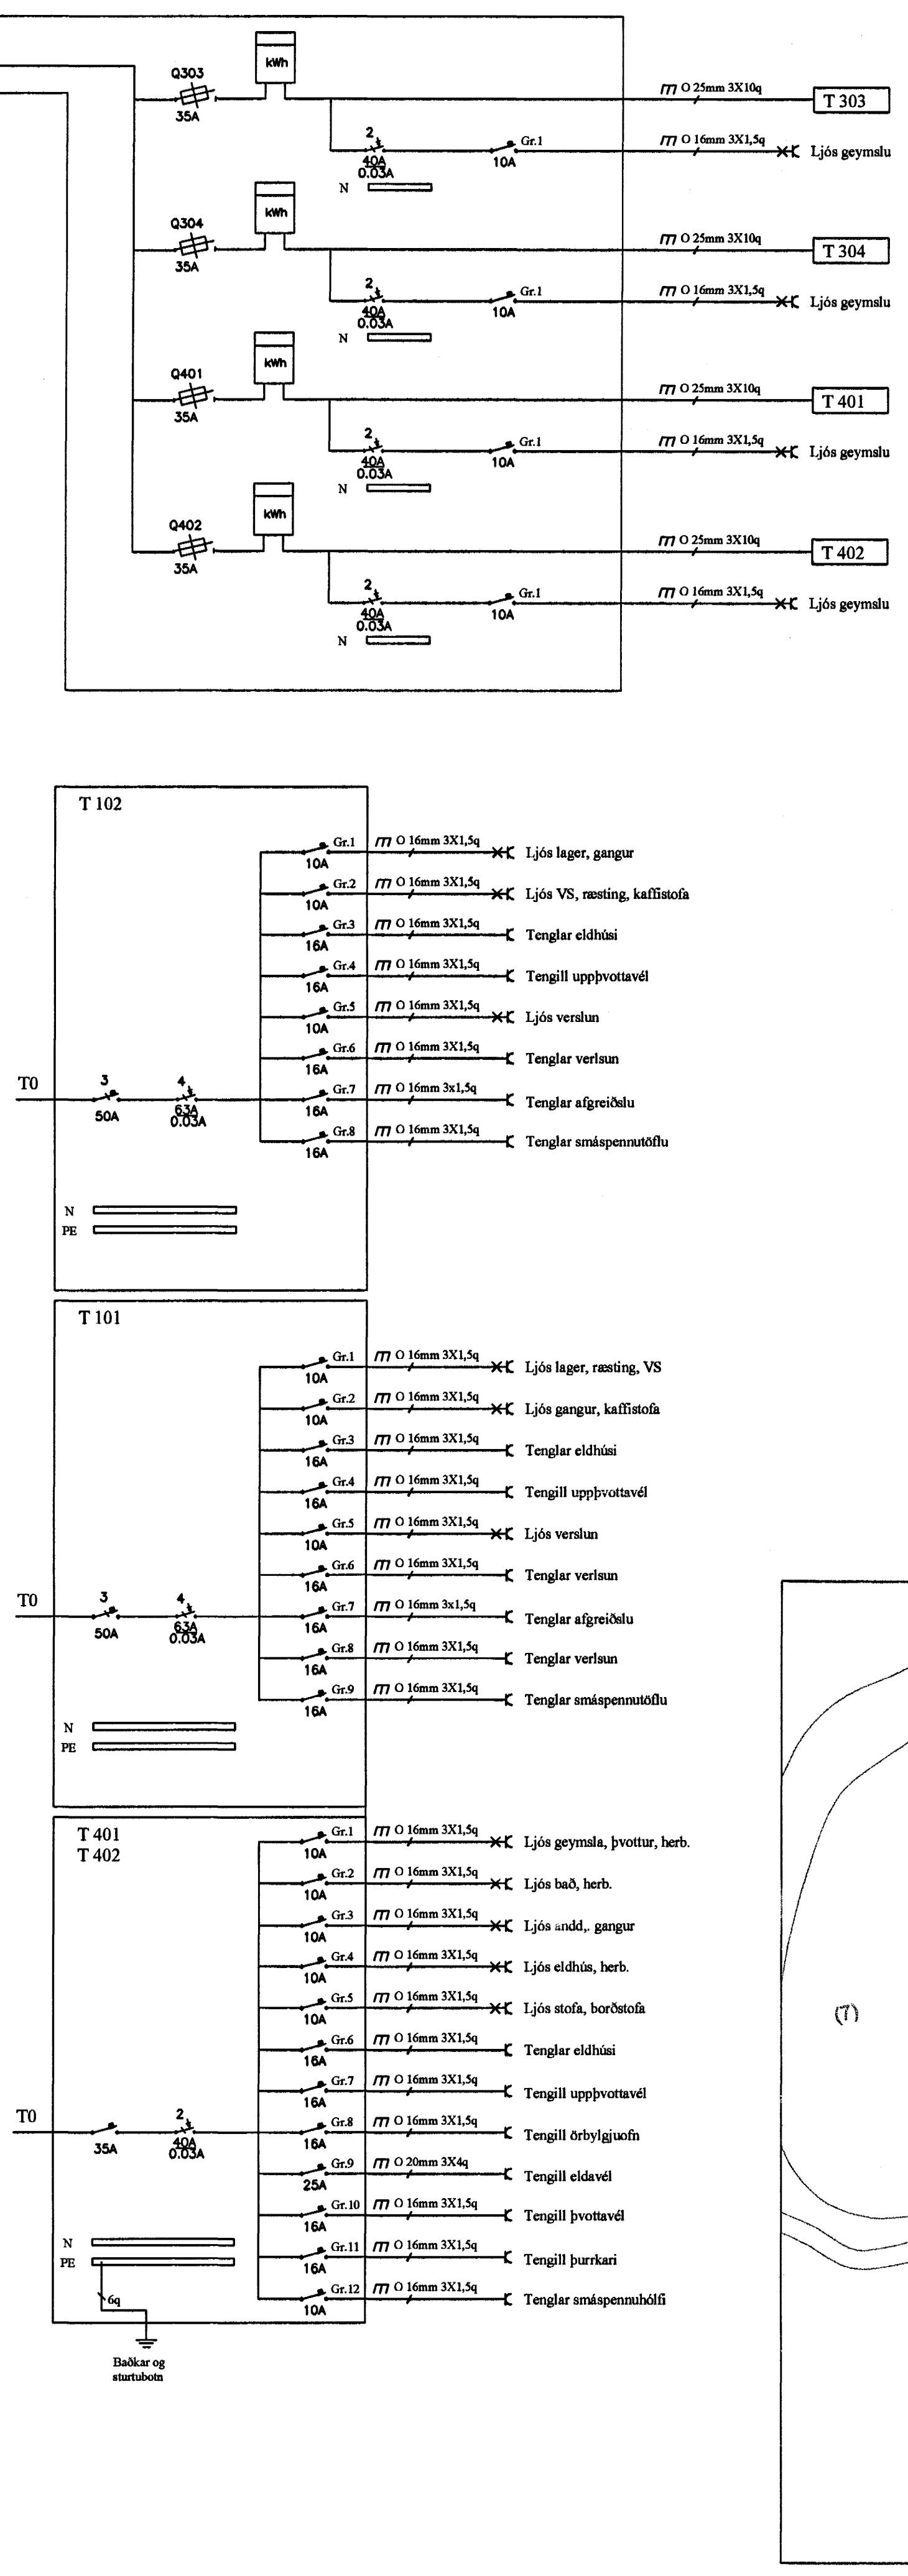 kWh
Q303
35A
O 25mm 3X10q
T 303
2
40A
0.03A
Gr.1
10A
O 16mm 3X1,5q
Ljós geymslu
N
kWh
Q304
35A
O 25mm 3X10q
T 304
2
40A
0.03A
Gr.1
10A
O 16mm 3X1,5q
Ljós geymslu
N
kWh
Q401
35A
O 25mm 3X10q
T 401
2
40A
0.03A
Gr.1
10A
O 16mm 3X1,5q
Ljós geymslu
N
kWh
Q402
35A
O 25mm 3X10q
T 402
2
40A
0.03A
Gr.1
10A
O 16mm 3X1,5q
Ljós geymslu
N
T 102
Gr.1 O 16mm 3X1,5q
10A
Ljós lager, gangur
Gr.2 O 16mm 3X1,5q
10A
Ljós VS, ræsting, kaffistofa
Gr.3 O 16mm 3X1,5q
16A
Tenglar eldhúsi
Gr.4 O 16mm 3X1,5q
16A
Tengill uppþvottavél
Gr.5 O 16mm 3X1,5q
10A
Ljós verslun
Gr.6 O 16mm 3X1,5q
16A
Tenglar verlsun
T0
3
50A
4
63A
0.03A
Gr.7 O 16mm 3x1,5q
16A
Tenglar afgreiðslu
Gr.8 O 16mm 3X1,5q
16A
Tenglar smáspennutöflu
N
PE
T 101
Gr.1 O 16mm 3X1,5q
10A
Ljós lager, ræsting, VS
Gr.2 O 16mm 3X1,5q
10A
Ljós gangur, kaffistofa
Gr.3 O 16mm 3X1,5q
16A
Tenglar eldhúsi
Gr.4 O 16mm 3X1,5q
16A
Tengill uppþvottavél
Gr.5 O 16mm 3X1,5q
10A
Ljós verslun
Gr.6 O 16mm 3X1,5q
16A
Tenglar verlsun
T0
3
50A
4
63A
0.03A
Gr.7 O 16mm 3x1,5q
16A
Tenglar afgreiðslu
Gr.8 O 16mm 3X1,5q
16A
Tenglar verlsun
Gr.9 O 16mm 3X1,5q
16A
Tenglar smáspennutöflu
N
PE
T 401
T 402
Gr.1 O 16mm 3X1,5q
10A
Ljós geymsla, þvottur, herb.
Gr.2 O 16mm 3X1,5q
10A
Ljós bað, herb.
Gr.3 O 16mm 3X1,5q
10A
Ljós andd,. gangur
Gr.4 O 16mm 3X1,5q
10A
Ljós eldhús, herb.
Gr.5 O 16mm 3X1,5q
10A
Ljós stofa, borðstofa
Gr.6 O 16mm 3X1,5q
16A
Tenglar eldhúsi
Gr.7 O 16mm 3X1,5q
16A
Tengill uppþvottavél
T0
35A
2
40A
0.03A
Gr.8 O 16mm 3X1,5q
16A
Tengill örbylgjuofn
Gr.9 O 20mm 3X4q
25A
Tengill eldavél
Gr.10 O 16mm 3X1,5q
16A
Tengill þvottavél
Gr.11 O 16mm 3X1,5q
16A
Tengill þurrkari
Gr.12 O 16mm 3X1,5q
10A
Tenglar smáspennuhólfi
N
PE
6q
Baðkar og
sturtubotn
(7)